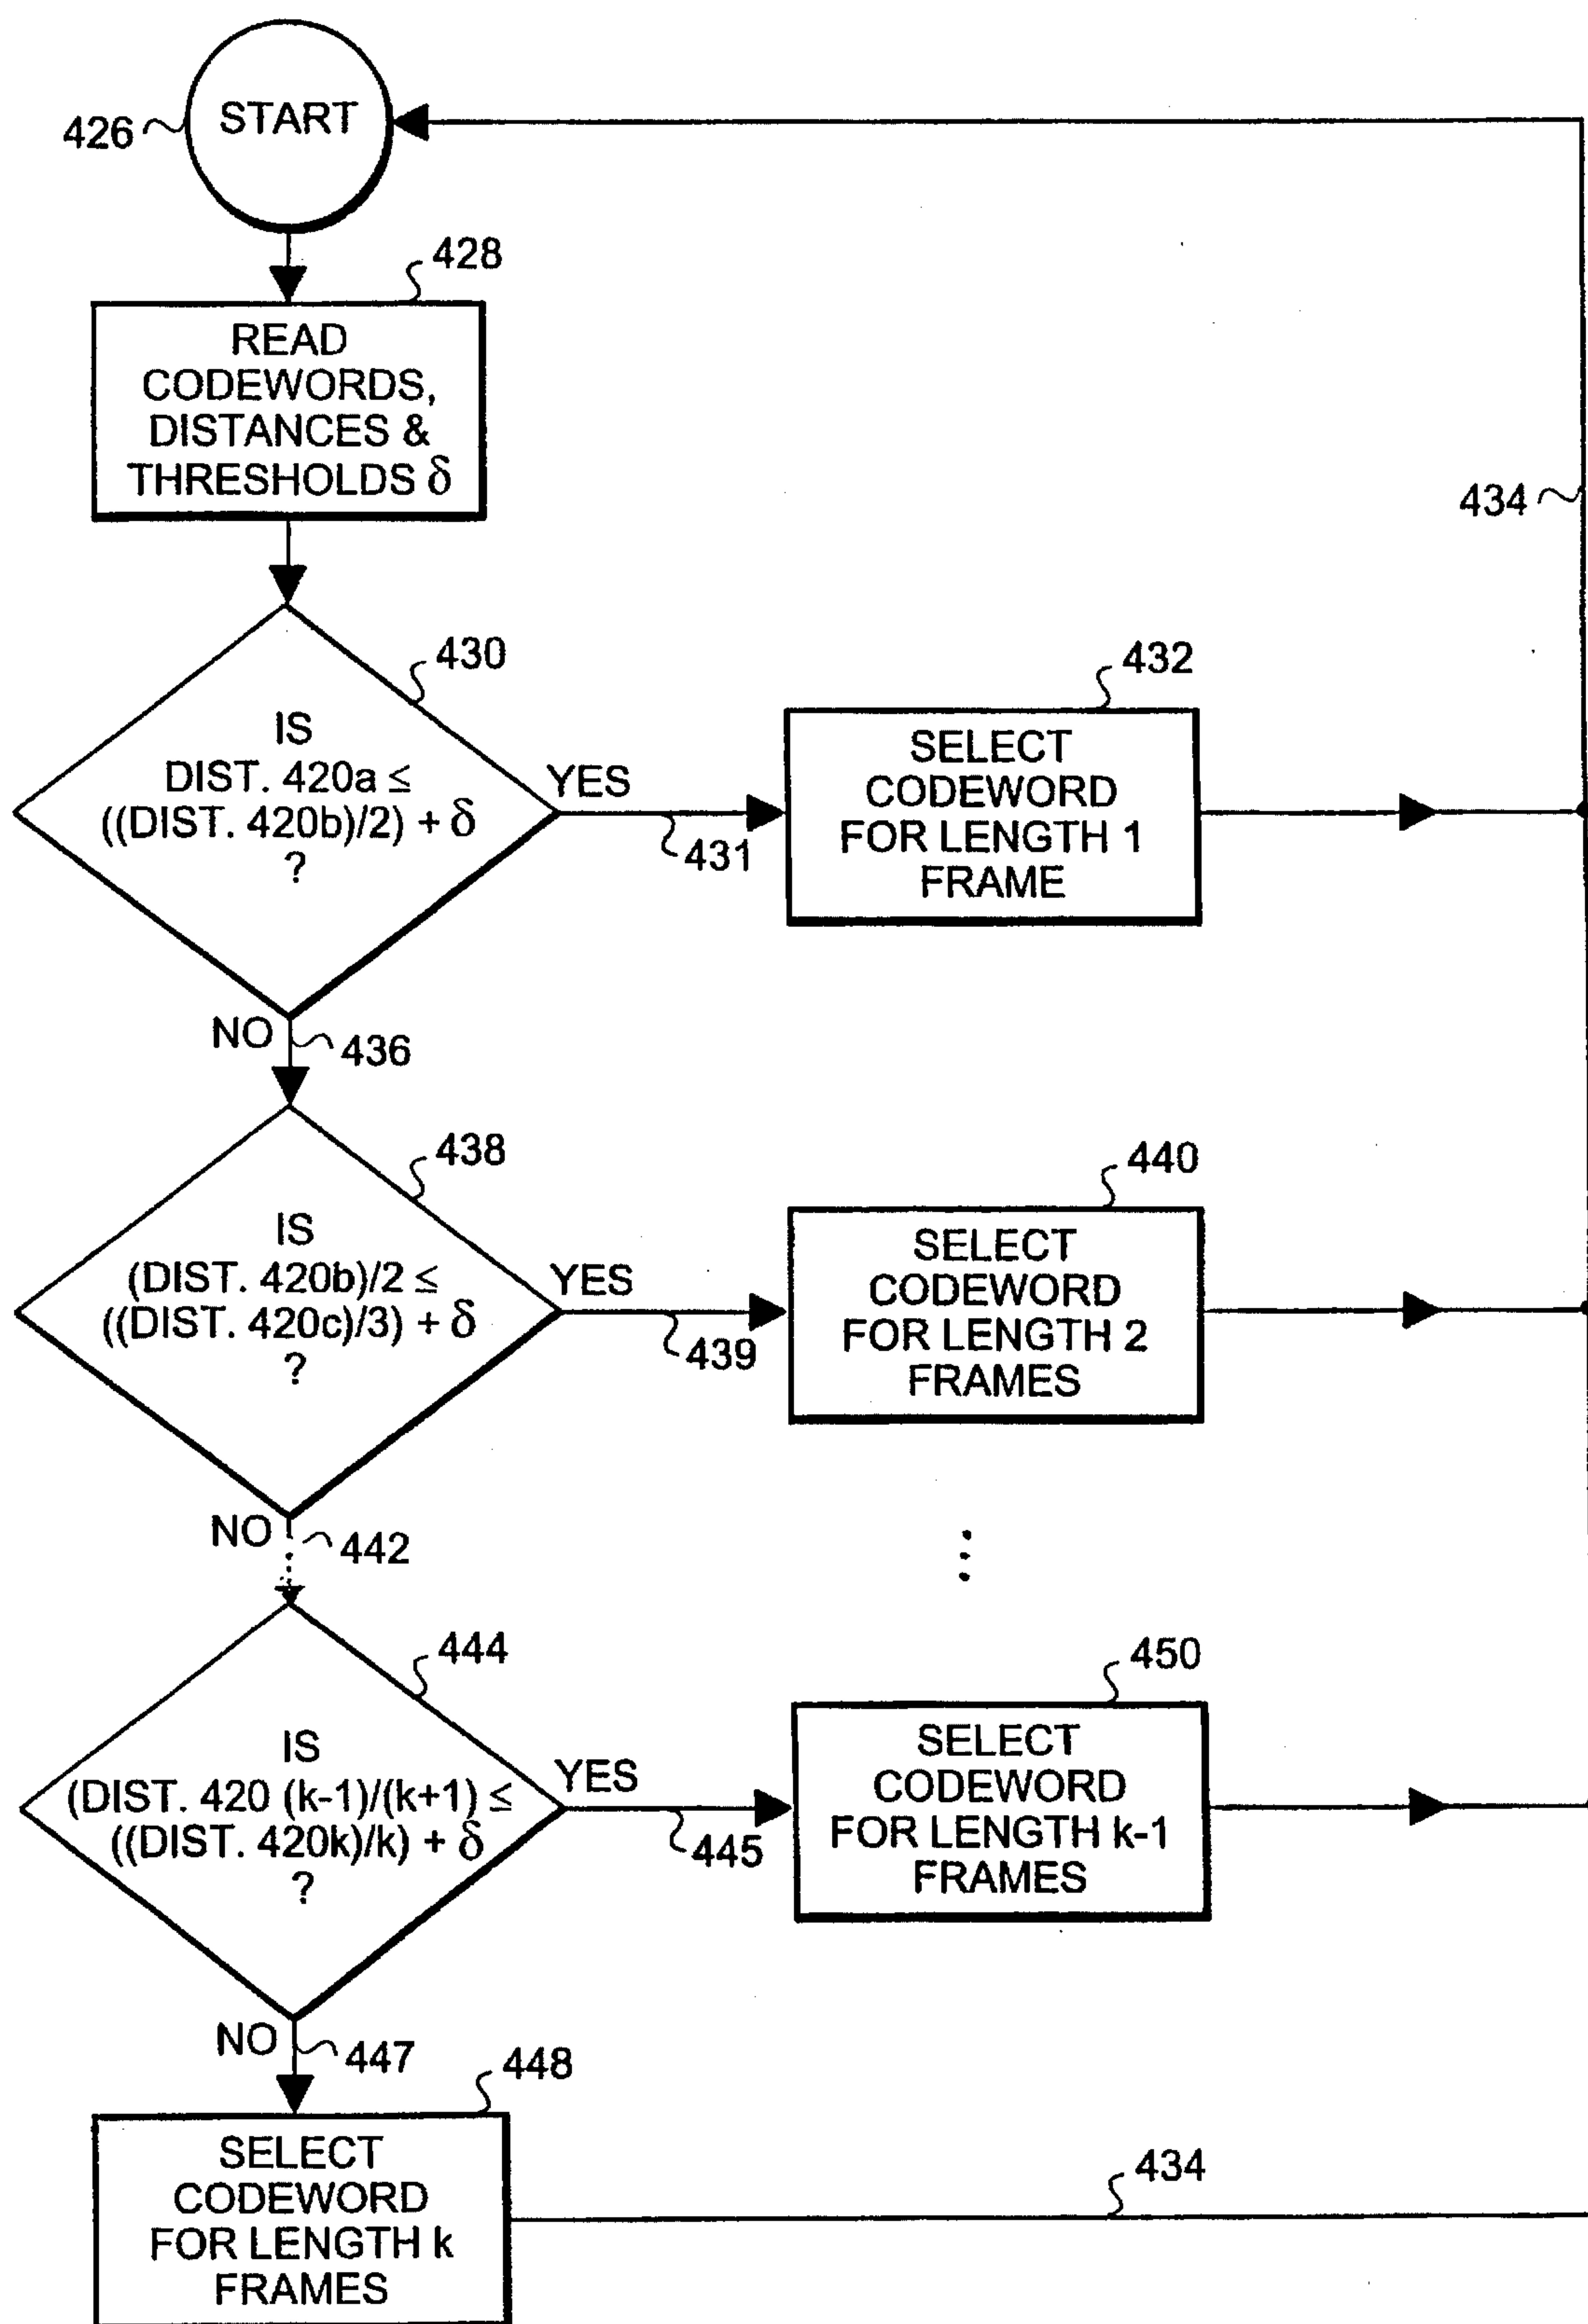 START
426
428
READ
CODEWORDS,
DISTANCES &
THRESHOLDS δ
434
430
IS
DIST. 420a ≤
((DIST. 420b)/2) + δ
?
YES
431
432
SELECT
CODEWORD
FOR LENGTH 1
FRAME
NO
436
438
IS
(DIST. 420b)/2 ≤
((DIST. 420c)/3) + δ
?
YES
439
440
SELECT
CODEWORD
FOR LENGTH 2
FRAMES
NO
442
444
IS
(DIST. 420 (k-1)/(k+1) ≤
((DIST. 420k)/k) + δ
?
YES
445
450
SELECT
CODEWORD
FOR LENGTH k-1
FRAMES
NO
447
448
SELECT
CODEWORD
FOR LENGTH k
FRAMES
434